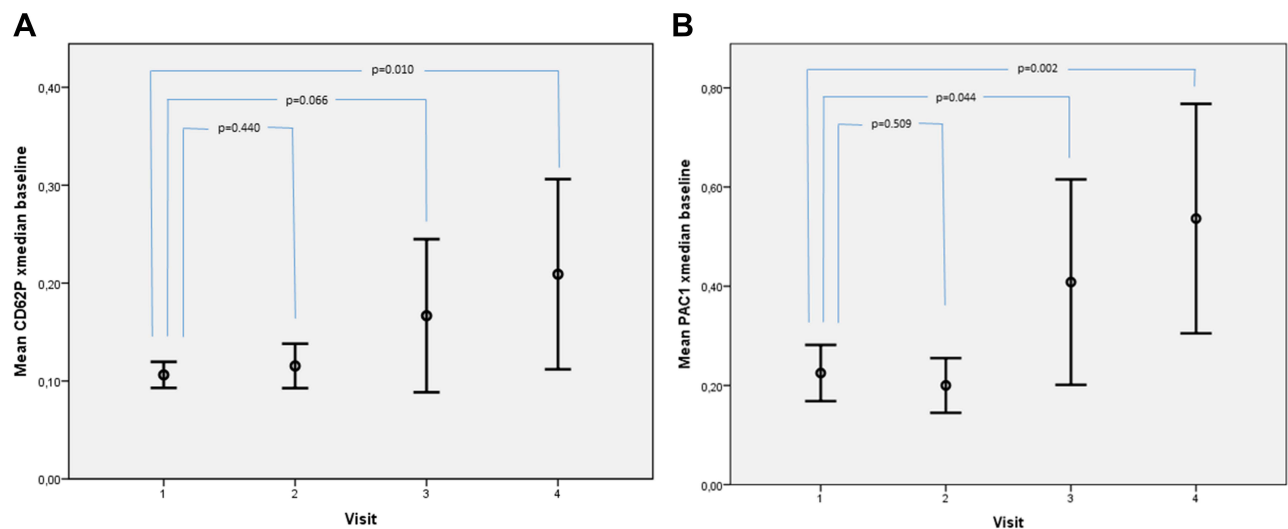 A
Mean CD62P xmedian baseline
0,40
0,30
0,20
0,10
0,00
p=0.010
p=0.066
p=0.440
1 2 3 4
Visit
B
Mean PAC1 xmedian baseline
0,80
0,60
0,40
0,20
0,00
p=0.002
p=0.044
p=0.509
1 2 3 4
Visit